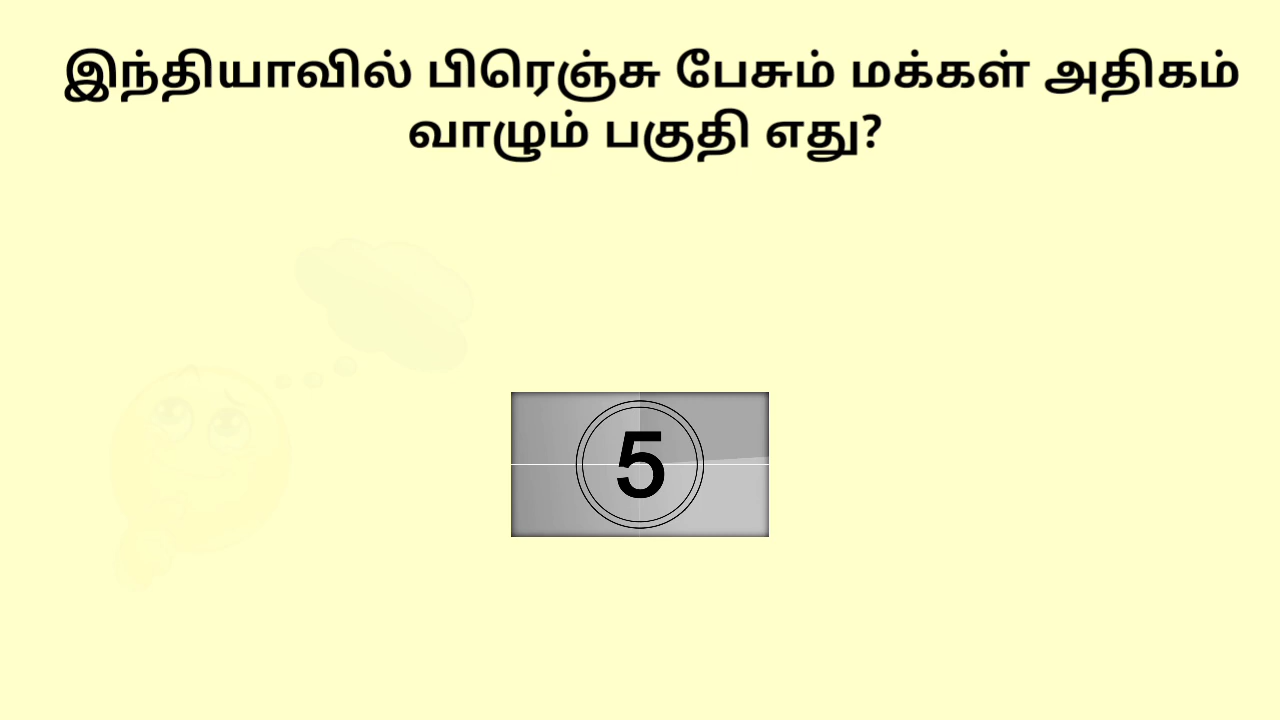 இந்தியாவில் பிரெஞ்சு பேசும் மக்கள் அதிகம்
வாழும் பகுதி எது?
5